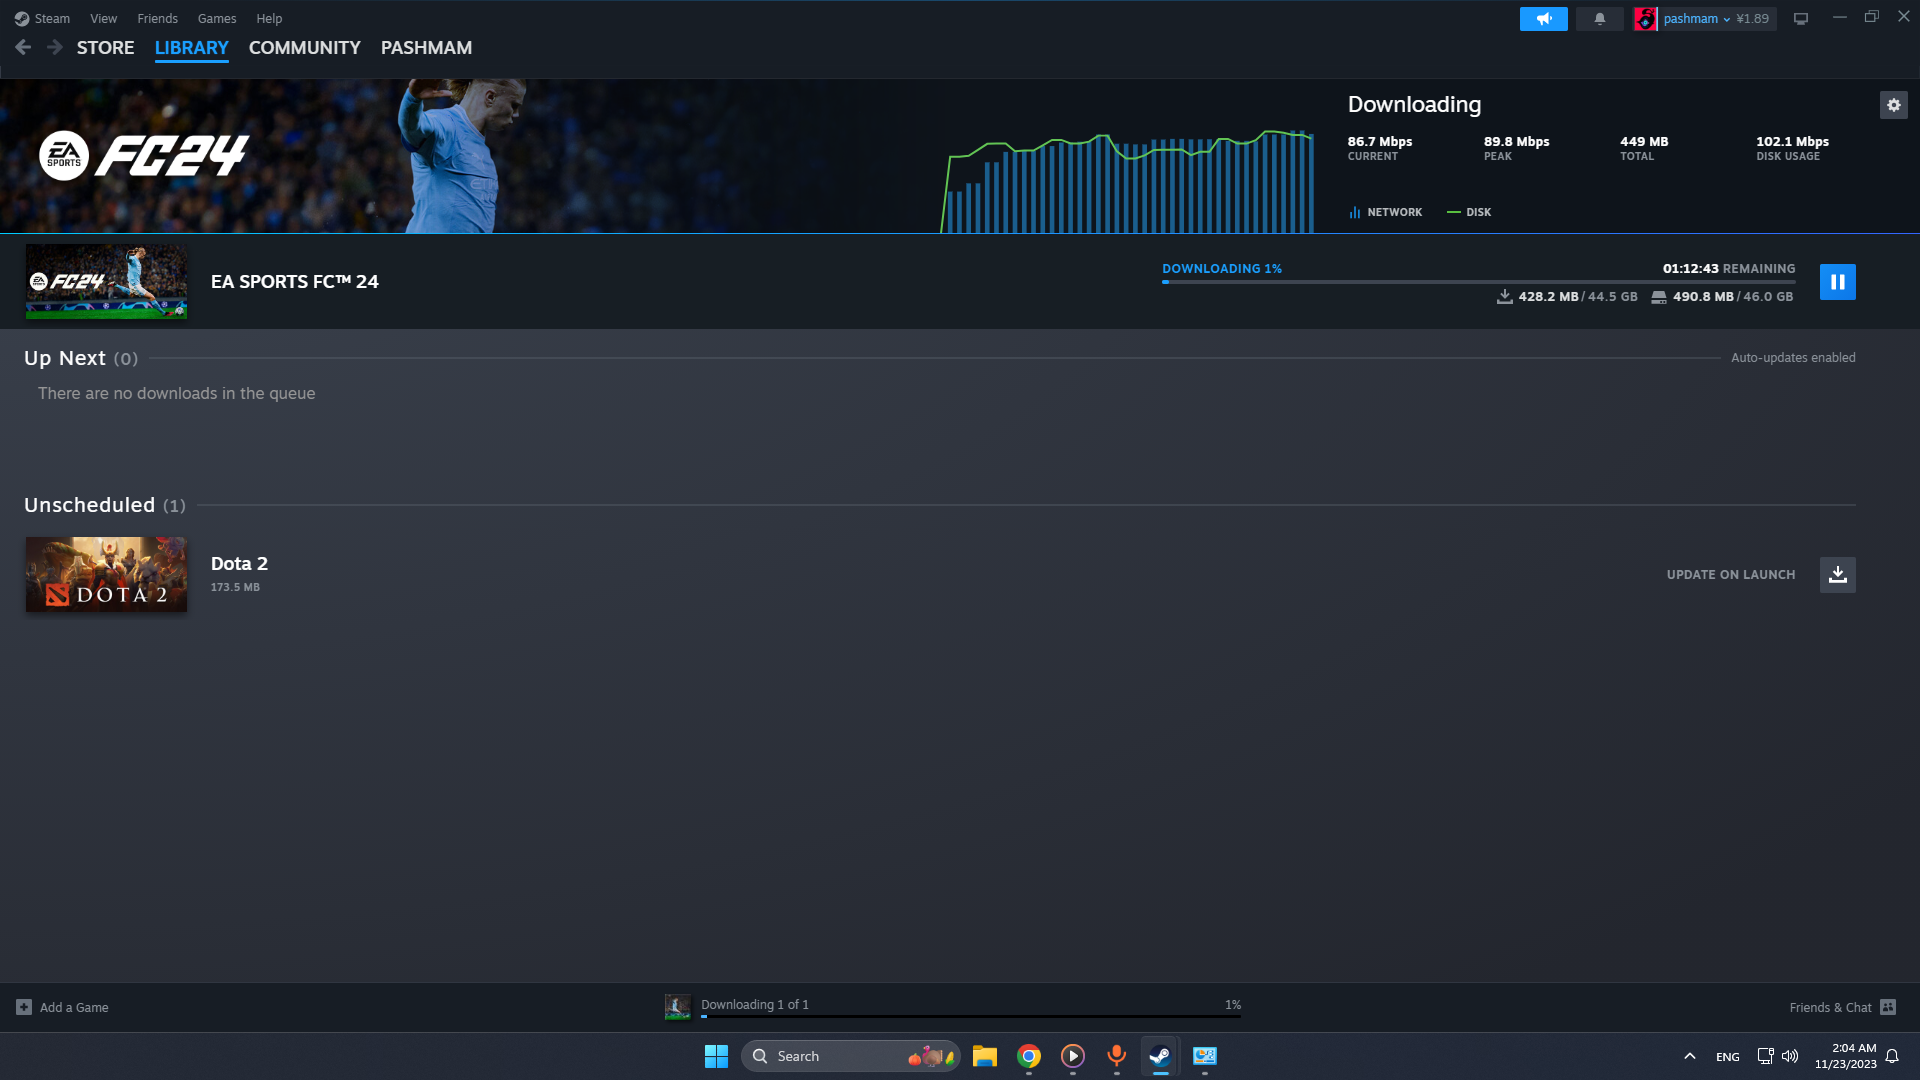 Steam View Friends Games Help
pashmam ¥1.89
STORE LIBRARY COMMUNITY PASHMAM
EA SPORTS FC24
Downloading
86.7 Mbps 89.8 Mbps 449 MB 102.1 Mbps
CURRENT PEAK TOTAL DISK USAGE
NETWORK DISK
EA SPORTS FC24
EA SPORTS FC™ 24
DOWNLOADING 1% 01:12:43 REMAINING
428.2 MB / 44.5 GB 490.8 MB / 46.0 GB
Up Next (0) Auto-updates enabled
There are no downloads in the queue
Unscheduled (1)
DOTA 2
Dota 2
173.5 MB
UPDATE ON LAUNCH
Add a Game
Downloading 1 of 1 1%
Friends & Chat
Search
ENG
2:04 AM
11/23/2023